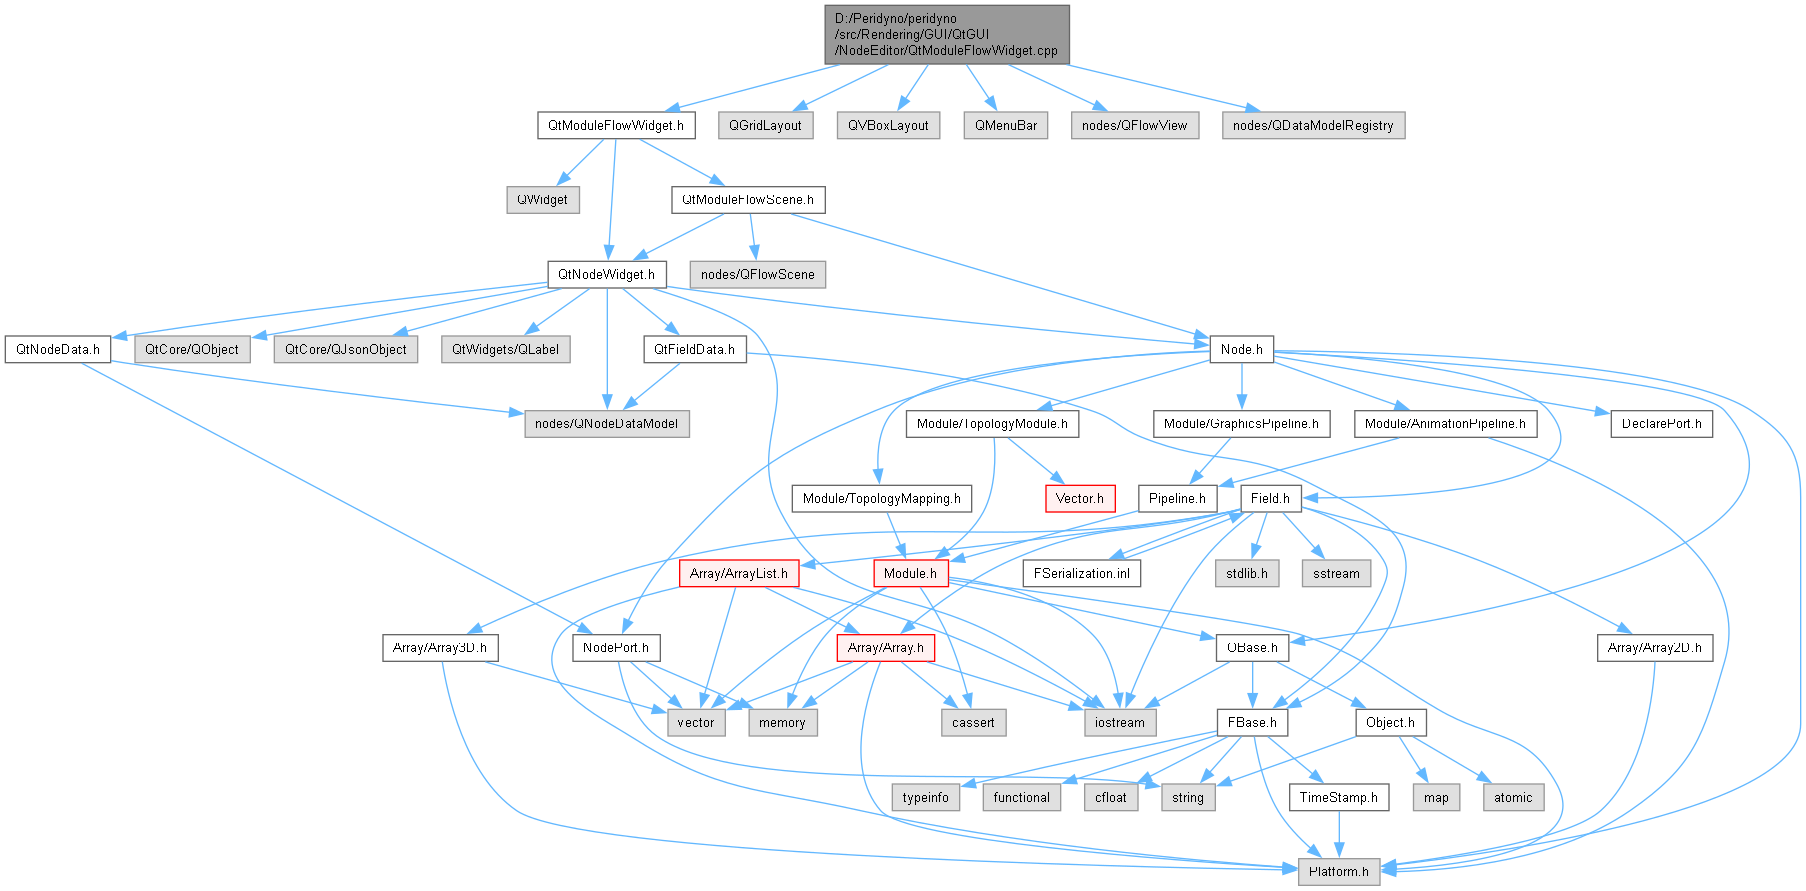 D:/Peridyno/peridyno
/src/Rendering/GUI/QtGUI
/NodeEditor/QtModuleFlowWidget.cpp
QtModuleFlowWidget.h
QGridLayout
QVBoxLayout
QMenuBar
nodes/QFlowView
nodes/QDataModelRegistry
QWidget
QtModuleFlowScene.h
QtNodeWidget.h
nodes/QFlowScene
QtNodeData.h
QtCore/QObject
QtCore/QJsonObject
QtWidgets/QLabel
QtFieldData.h
Node.h
nodes/QNodeDataModel
Module/TopologyModule.h
Module/GraphicsPipeline.h
Module/AnimationPipeline.h
DeclarePort.h
Module/TopologyMapping.h
Vector.h
Pipeline.h
Field.h
Array/ArrayList.h
Module.h
FSerialization.inl
stdlib.h
sstream
Array/Array3D.h
NodePort.h
Array/Array.h
OBase.h
Array/Array2D.h
vector
memory
cassert
iostream
FBase.h
Object.h
typeinfo
functional
cfloat
string
TimeStamp.h
map
atomic
Platform.h